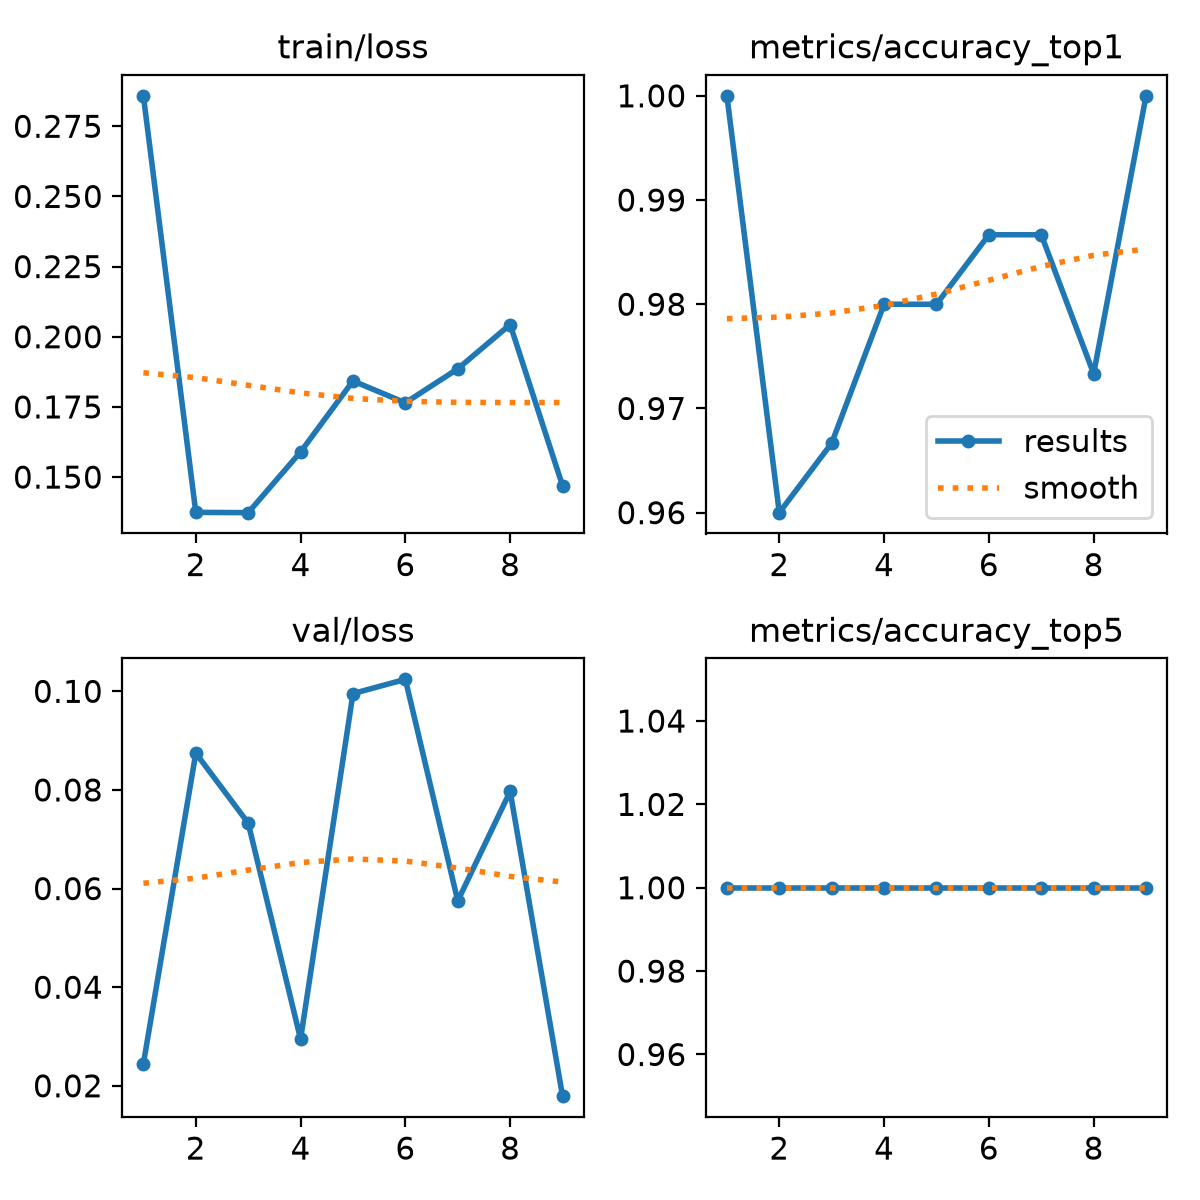 train/loss
0.275
0.250
0.225
0.200
0.175
0.150
2 4 6 8
metrics/accuracy_top1
1.00
0.99
0.98
0.97
0.96
results
smooth
2 4 6 8
val/loss
0.10
0.08
0.06
0.04
0.02
2 4 6 8
metrics/accuracy_top5
1.04
1.02
1.00
0.98
0.96
2 4 6 8